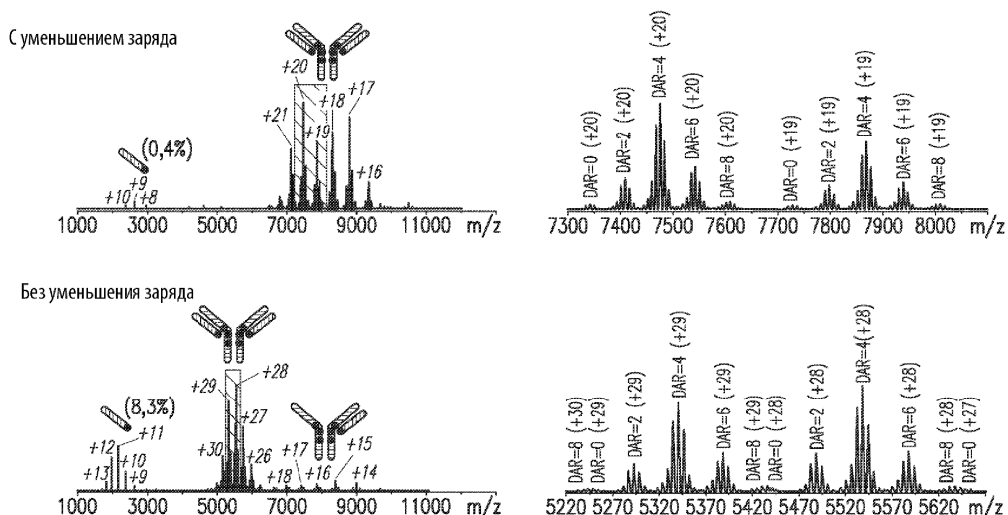 С уменьшением заряда
+20
+21
+18
+17
+19
+16
(0,4%)
+9
+10
+8
1000 3000 5000 7000 9000 11000 m/z
DAR=0 (+20)
DAR=2 (+20)
DAR=4 (+20)
DAR=6 (+20)
DAR=8 (+20)
DAR=0 (+19)
DAR=2 (+19)
DAR=4 (+19)
DAR=6 (+19)
DAR=8 (+19)
7300 7400 7500 7600 7700 7800 7900 8000 m/z
Без уменьшения заряда
(8,3%)
+11
+12
+10
+13
+9
+28
+29
+27
+30
+26
+17
+15
+18
+16
+14
1000 3000 5000 7000 9000 11000 m/z
DAR=8 (+30)
DAR=0 (+29)
DAR=2 (+29)
DAR=4 (+29)
DAR=6 (+29)
DAR=8 (+29)
DAR=0 (+28)
DAR=2 (+28)
DAR=4(+28)
DAR=6 (+28)
DAR=8 (+28)
DAR=0 (+27)
5220 5270 5320 5370 5420 5470 5520 5570 5620 m/z